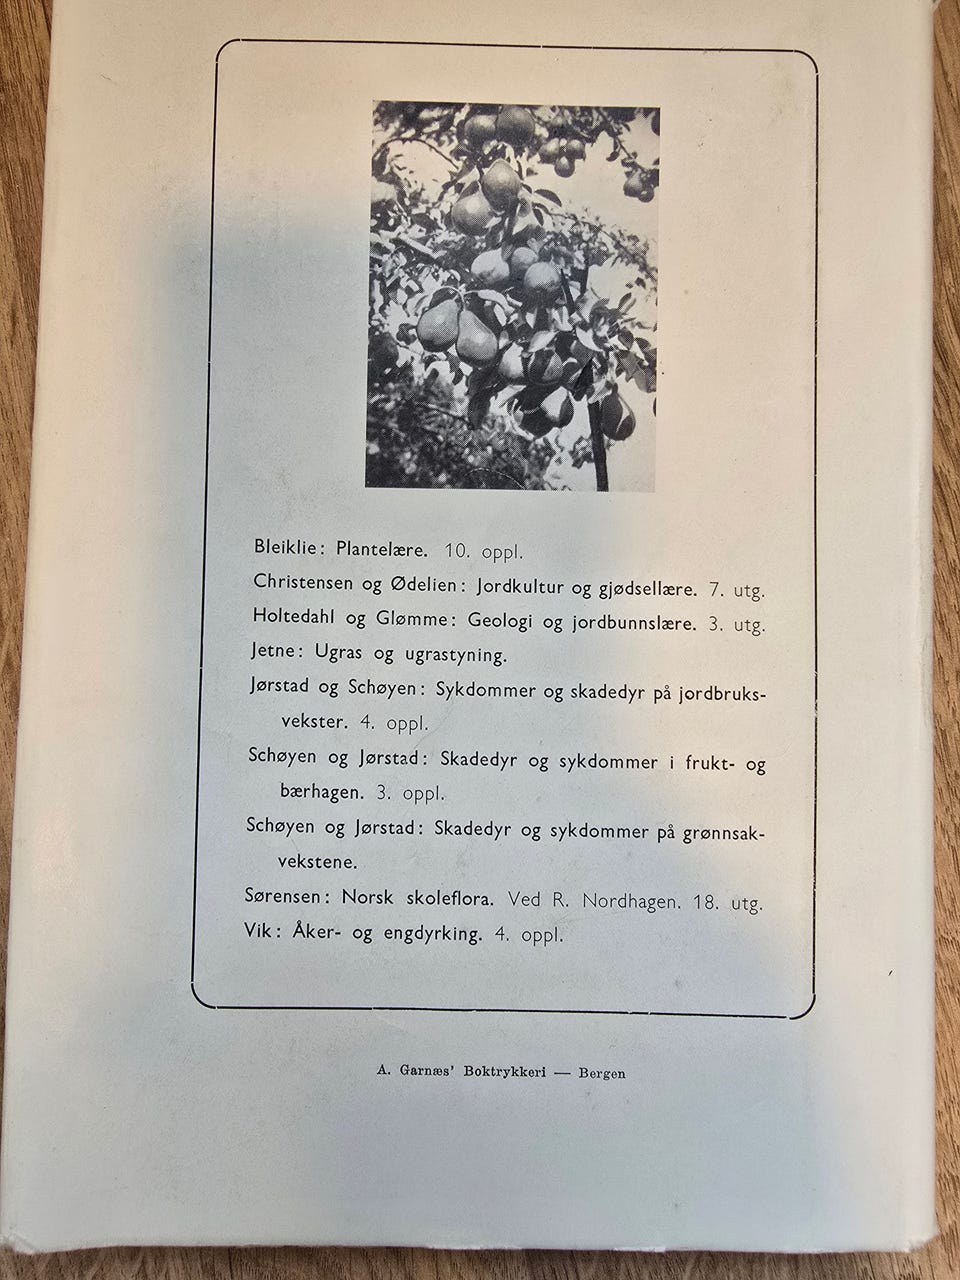 Bleiklie: Plantelære. 10. oppl.
Christensen og Ødelien: Jordkultur og gjødsellære. 7. utg.
Holtedahl og Glømme: Geologi og jordbunnslære. 3. utg.
Jetne: Ugras og ugrastyning.
Jørstad og Schøyen: Sykdommer og skadedyr på jordbruks-
vekster. 4. oppl.
Schøyen og Jørstad: Skadedyr og sykdommer i frukt- og
bærhagen. 3. oppl.
Schøyen og Jørstad: Skadedyr og sykdommer på grønnsak-
vekstene.
Sørensen: Norsk skoleflora. Ved R. Nordhagen. 18. utg.
Vik: Åker- og engdyrking. 4. oppl.
A. Garnæs' Boktrykkeri — Bergen